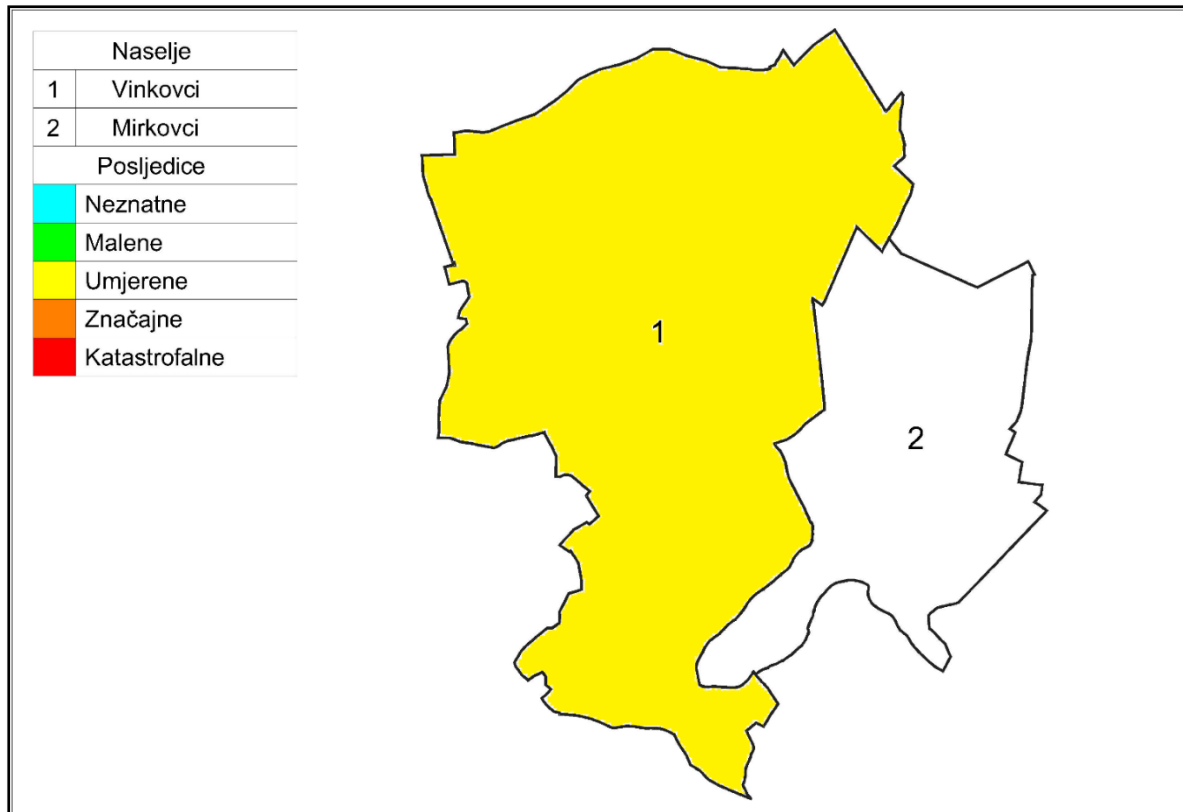 Naselje
1 Vinkovci
2 Mirkovci
Posljedice
Neznatne
Malene
Umjerene
Značajne
Katastrofalne
1
2